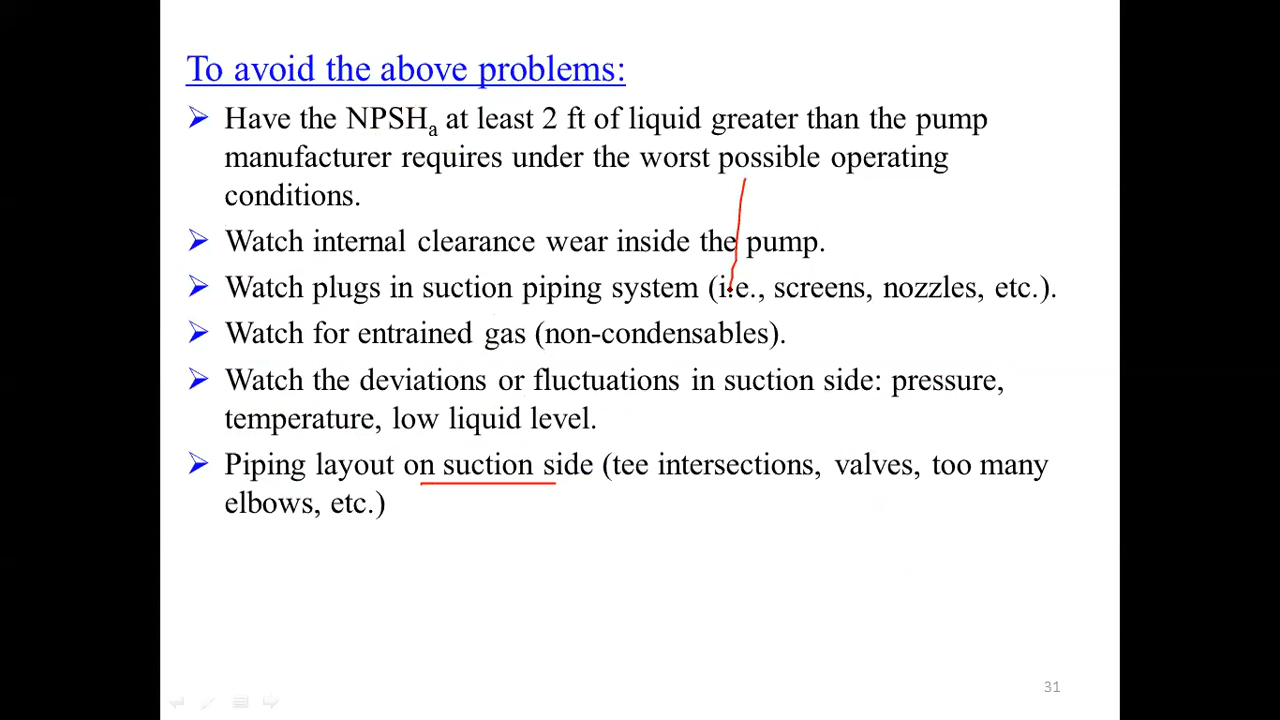 To avoid the above problems:
➢ Have the NPSHa at least 2 ft of liquid greater than the pump
manufacturer requires under the worst possible operating
conditions.
➢ Watch internal clearance wear inside the pump.
➢ Watch plugs in suction piping system (i.e., screens, nozzles, etc.).
➢ Watch for entrained gas (non-condensables).
➢ Watch the deviations or fluctuations in suction side: pressure,
temperature, low liquid level.
➢ Piping layout on suction side (tee intersections, valves, too many
elbows, etc.)
31